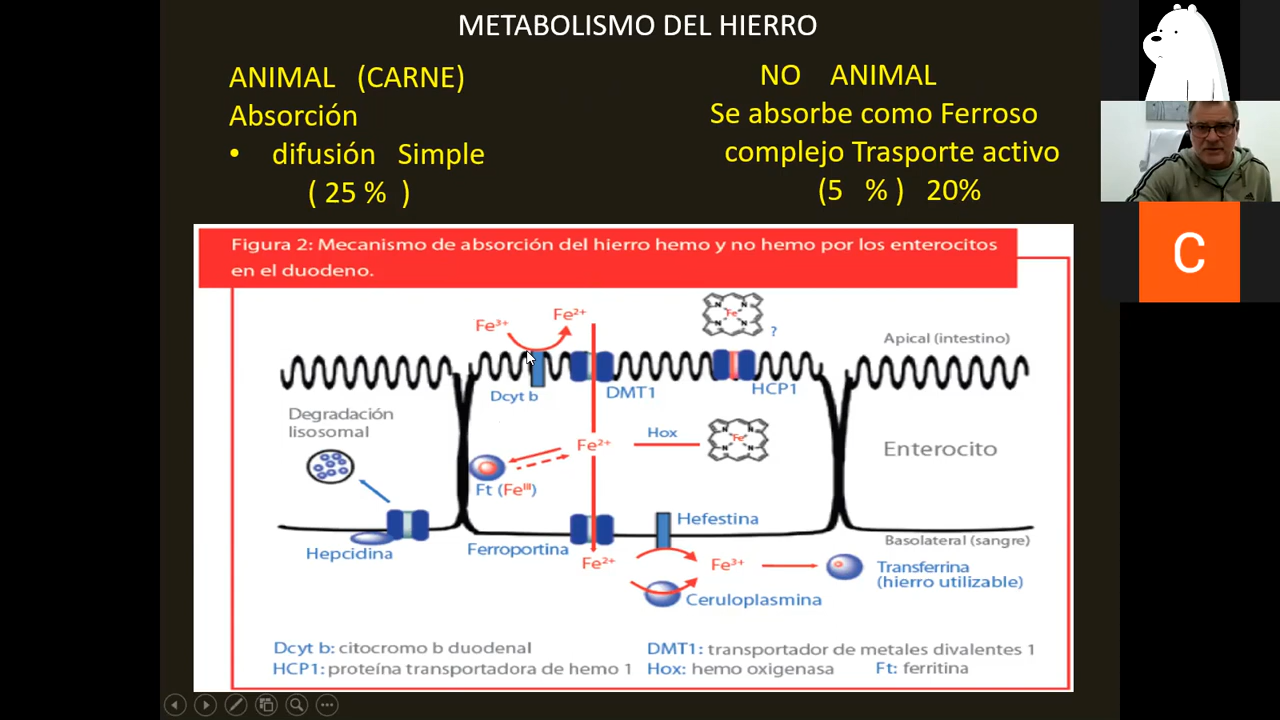 METABOLISMO DEL HIERRO
ANIMAL (CARNE)
Absorción
• difusión Simple
( 25 % )
NO ANIMAL
Se absorbe como Ferroso
complejo Trasporte activo
(5 % ) 20%
Figura 2: Mecanismo de absorción del hierro hemo y no hemo por los enterocitos
en el duodeno.
Fe³⁺
Fe²⁺
N N
Fe
N N
?
Apical (intestino)
Dcyt b
DMT1
HCP1
Degradación
lisosomal
Fe²⁺
Hox
N N
Fe
N N
Enterocito
Ft (Feᴵᴵᴵ)
Hepcidina
Ferroportina
Fe²⁺
Hefestina
Fe³⁺
Basolateral (sangre)
Transferrina
(hierro utilizable)
Ceruloplasmina
Dcyt b: citocromo b duodenal
DMT1: transportador de metales divalentes 1
HCP1: proteína transportadora de hemo 1
Hox: hemo oxigenasa
Ft: ferritina
C